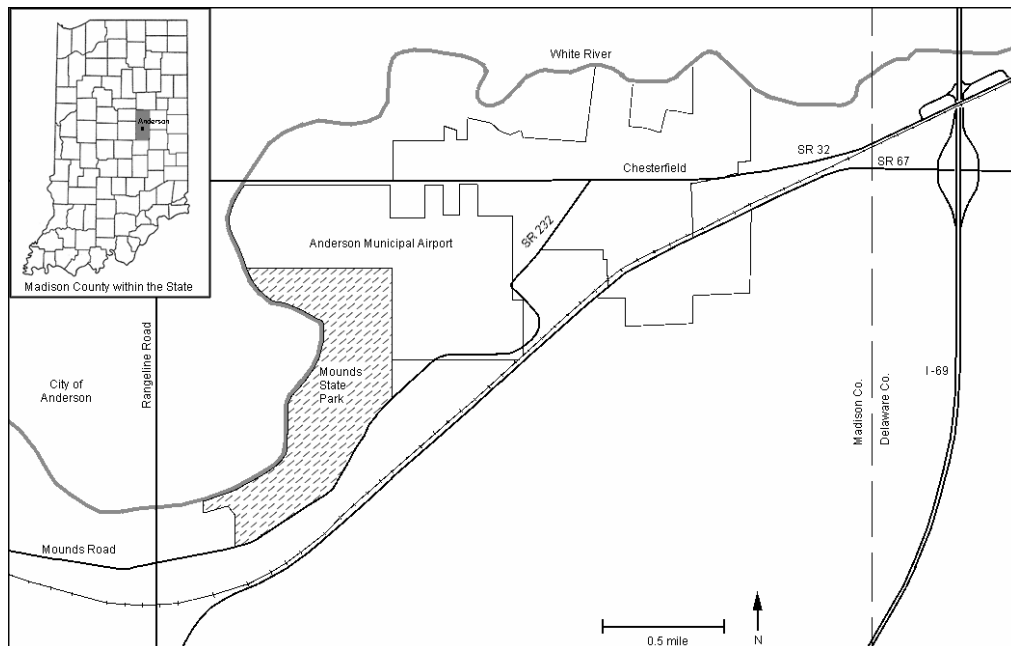 White River
Anderson
SR 32
Chesterfield
SR 67
SR 232
Anderson Municipal Airport
Madison County within the State
Rangeline Road
City of
Anderson
Mounds
State
Park
I-69
Madison Co.
Delaware Co.
Mounds Road
0.5 mile
N